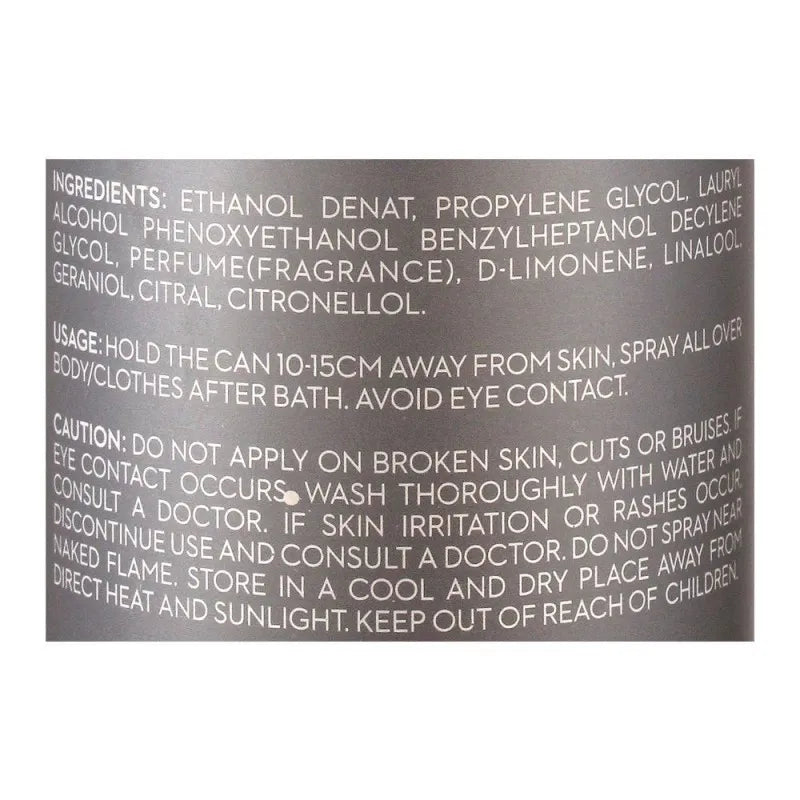 INGREDIENTS: ETHANOL DENAT, PROPYLENE GLYCOL, LAURYL
ALCOHOL PHENOXYETHANOL BENZYLHEPTANOL DECYLENE
GLYCOL, PERFUME(FRAGRANCE), D-LIMONENE, LINALOOL,
GERANIOL, CITRAL, CITRONELLOL.
USAGE: HOLD THE CAN 10-15CM AWAY FROM SKIN, SPRAY ALL OVER
BODY/CLOTHES AFTER BATH. AVOID EYE CONTACT.
CAUTION: DO NOT APPLY ON BROKEN SKIN, CUTS OR BRUISES. IF
EYE CONTACT OCCURS, WASH THOROUGHLY WITH WATER AND
CONSULT A DOCTOR. IF SKIN IRRITATION OR RASHES OCCUR,
DISCONTINUE USE AND CONSULT A DOCTOR. DO NOT SPRAY NEAR
NAKED FLAME. STORE IN A COOL AND DRY PLACE AWAY FROM
DIRECT HEAT AND SUNLIGHT. KEEP OUT OF REACH OF CHILDREN.